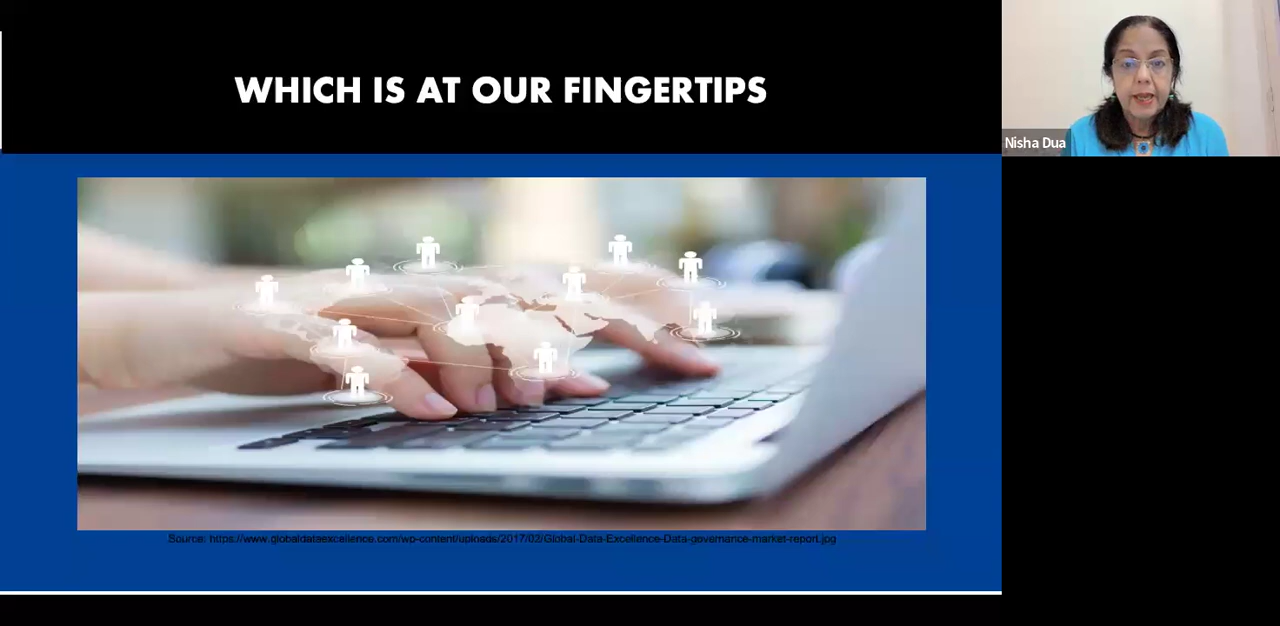 WHICH IS AT OUR FINGERTIPS
Nisha Dua
Source: https://www.globaldataexcellence.com/wp-content/uploads/2017/02/Global-Data-Excellence-Data-governance-market-report.jpg